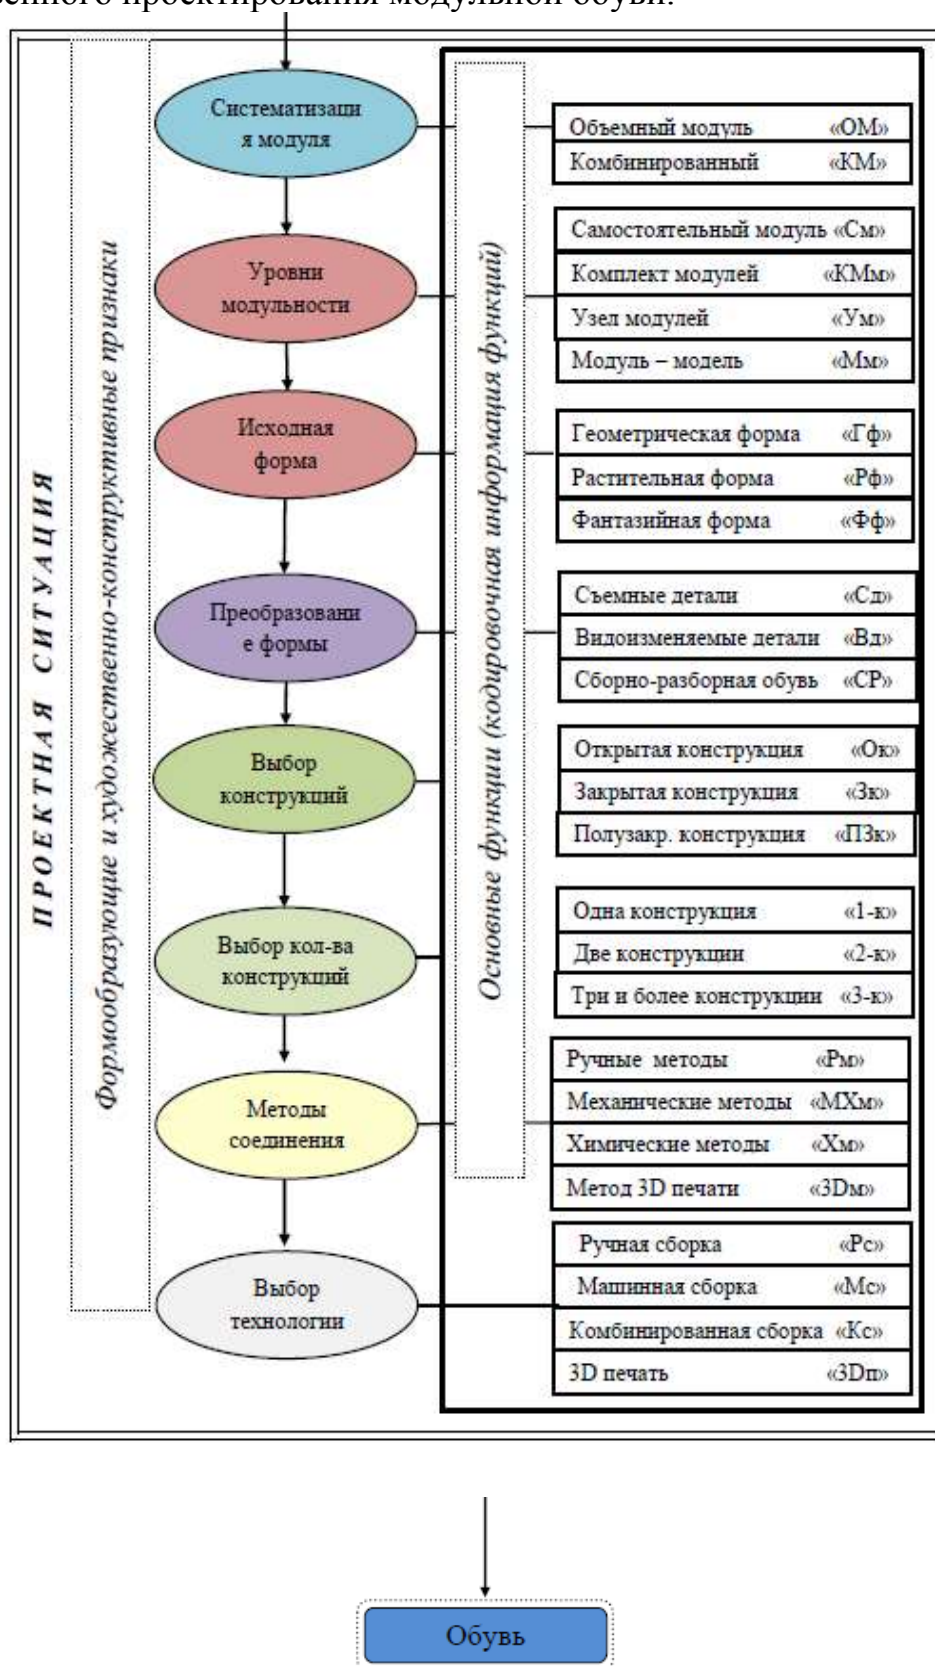 проектирования модульной обуви.
ПРОЕКТНАЯ СИТУАЦИЯ
Формообразующие и художественно-конструктивные признаки
Основные функции (кодировочная информация функций)
Систематизаци
я модуля
Объемный модуль «ОМ»
Комбинированный «КМ»
Уровни
модульности
Самостоятельный модуль «См»
Комплект модулей «КМм»
Узел модулей «Ум»
Модуль – модель «Мм»
Исходная
форма
Геометрическая форма «Гф»
Растительная форма «Рф»
Фантазийная форма «Фф»
Преобразовани
е формы
Съемные детали «Сд»
Видоизменяемые детали «Вд»
Сборно-разборная обувь «СР»
Выбор
конструкций
Открытая конструкция «Ок»
Закрытая конструкция «Зк»
Полузакр. конструкция «ПЗк»
Выбор кол-ва
конструкций
Одна конструкция «1-к»
Две конструкции «2-к»
Три и более конструкции «3-к»
Методы
соединения
Ручные методы «Рм»
Механические методы «МХм»
Химические методы «Хм»
Метод 3D печати «3Dм»
Выбор
технологии
Ручная сборка «Рс»
Машинная сборка «Мс»
Комбинированная сборка «Кс»
3D печать «3Dп»
Обувь